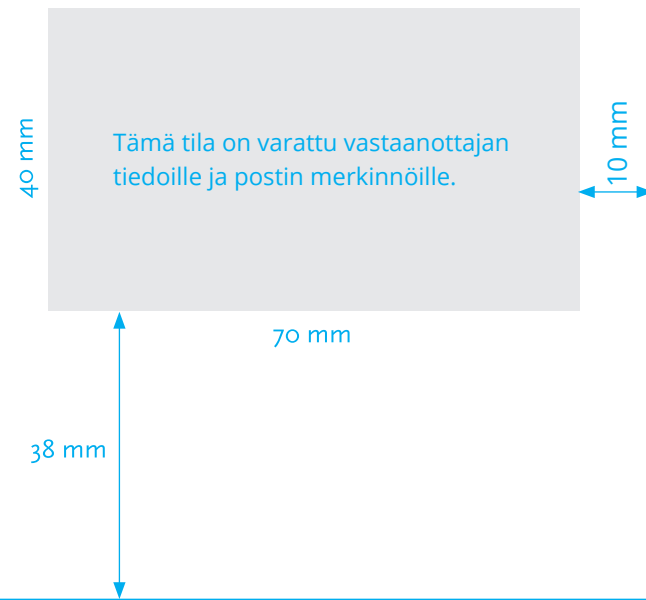 Tämä tila on varattu vastaanottajan
tiedoille ja postin merkinnöille.
40 mm
10 mm
70 mm
38 mm